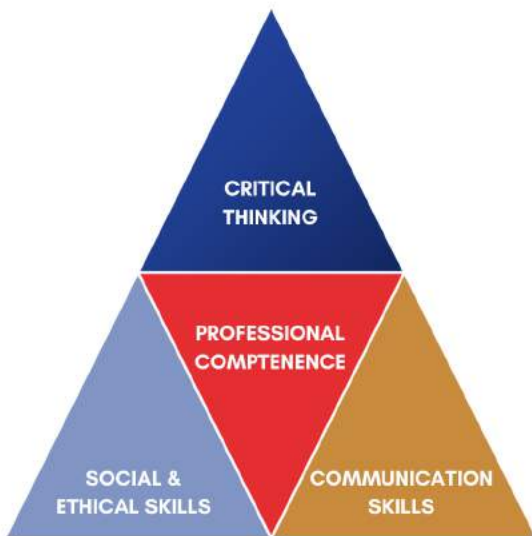 CRITICAL
THINKING
PROFESSIONAL
COMPTENENCE
SOCIAL &
ETHICAL SKILLS
COMMUNICATION
SKILLS